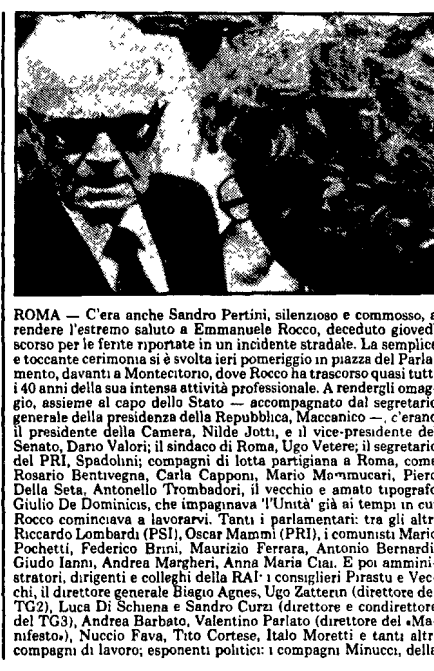 ROMA — C'era anche Sandro Pertini, silenzioso e commosso, a
rendere l'estremo saluto a Emmanuele Rocco, deceduto giovedì
scorso per le ferite riportate in un incidente stradale. La semplice
e toccante cerimonia si è svolta ieri pomeriggio in piazza del Parla-
mento, davanti a Montecitorio, dove Rocco ha trascorso quasi tutti
i 40 anni della sua intensa attività professionale. A rendergli omag-
gio, assieme al capo dello Stato — accompagnato dal segretario
generale della presidenza della Repubblica, Maccanico —, c'erano
il presidente della Camera, Nilde Jotti, e il vice-presidente del
Senato, Dario Valori; il sindaco di Roma, Ugo Vetere; il segretario
del PRI, Spadolini; compagni di lotta partigiana a Roma, come
Rosario Bentivegna, Carla Capponi, Mario Mammucari, Piero
Della Seta, Antonello Trombadori, il vecchio e amato tipografo
Giulio De Dominicis, che impaginava 'l'Unità' già ai tempi in cui
Rocco cominciava a lavorarvi. Tanti i parlamentari: tra gli altri
Riccardo Lombardi (PSI), Oscar Mammì (PRI), i comunisti Mario
Pochetti, Federico Brini, Maurizio Ferrara, Antonio Bernardi,
Giudo Ianni, Andrea Margheri, Anna Maria Ciai. E poi ammini-
stratori, dirigenti e colleghi della RAI: i consiglieri Pirastu e Vec-
chi, il direttore generale Biagio Agnes, Ugo Zatterin (direttore del
TG2), Luca Di Schiena e Sandro Curzi (direttore e condirettore
del TG3), Andrea Barbato, Valentino Parlato (direttore del «Ma-
nifesto»), Nuccio Fava, Tito Cortese, Italo Moretti e tanti altri
compagni di lavoro; esponenti politici: i compagni Minucci, della